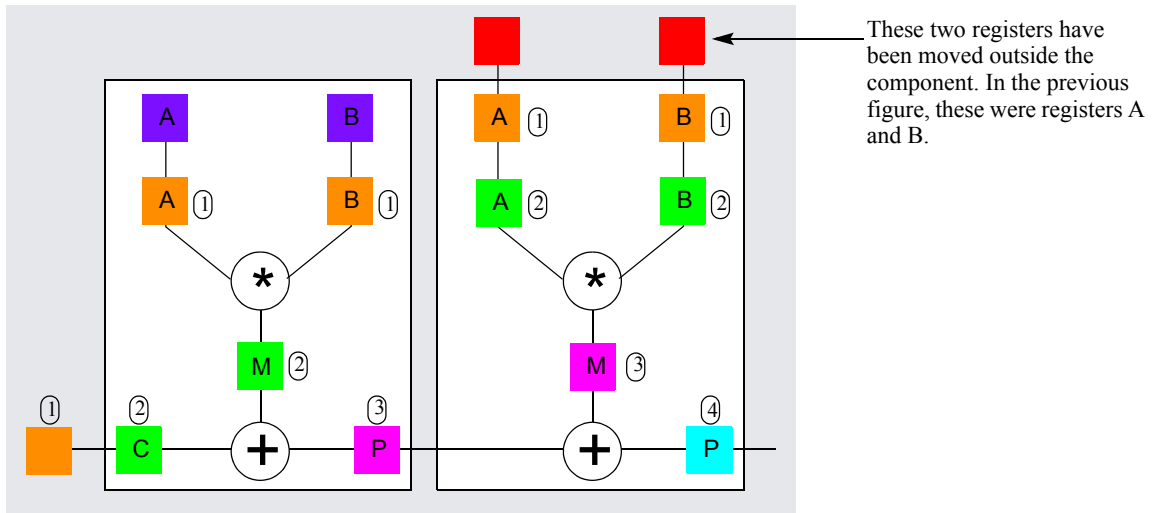 These two registers have
been moved outside the
component. In the previous
figure, these were registers A
and B.
A B A 1 B 1
A 1 B 1 A 2 B 2
* *
M 2 M 3
1 2 3 4
C + P + P